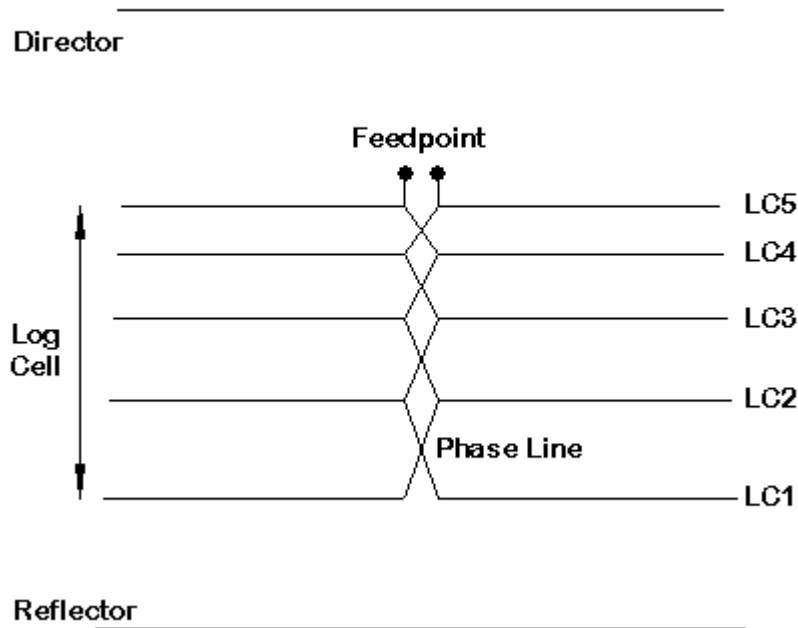 Director
Feedpoint
LC5
LC4
LC3
Log
Cell
LC2
Phase Line
LC1
Reflector